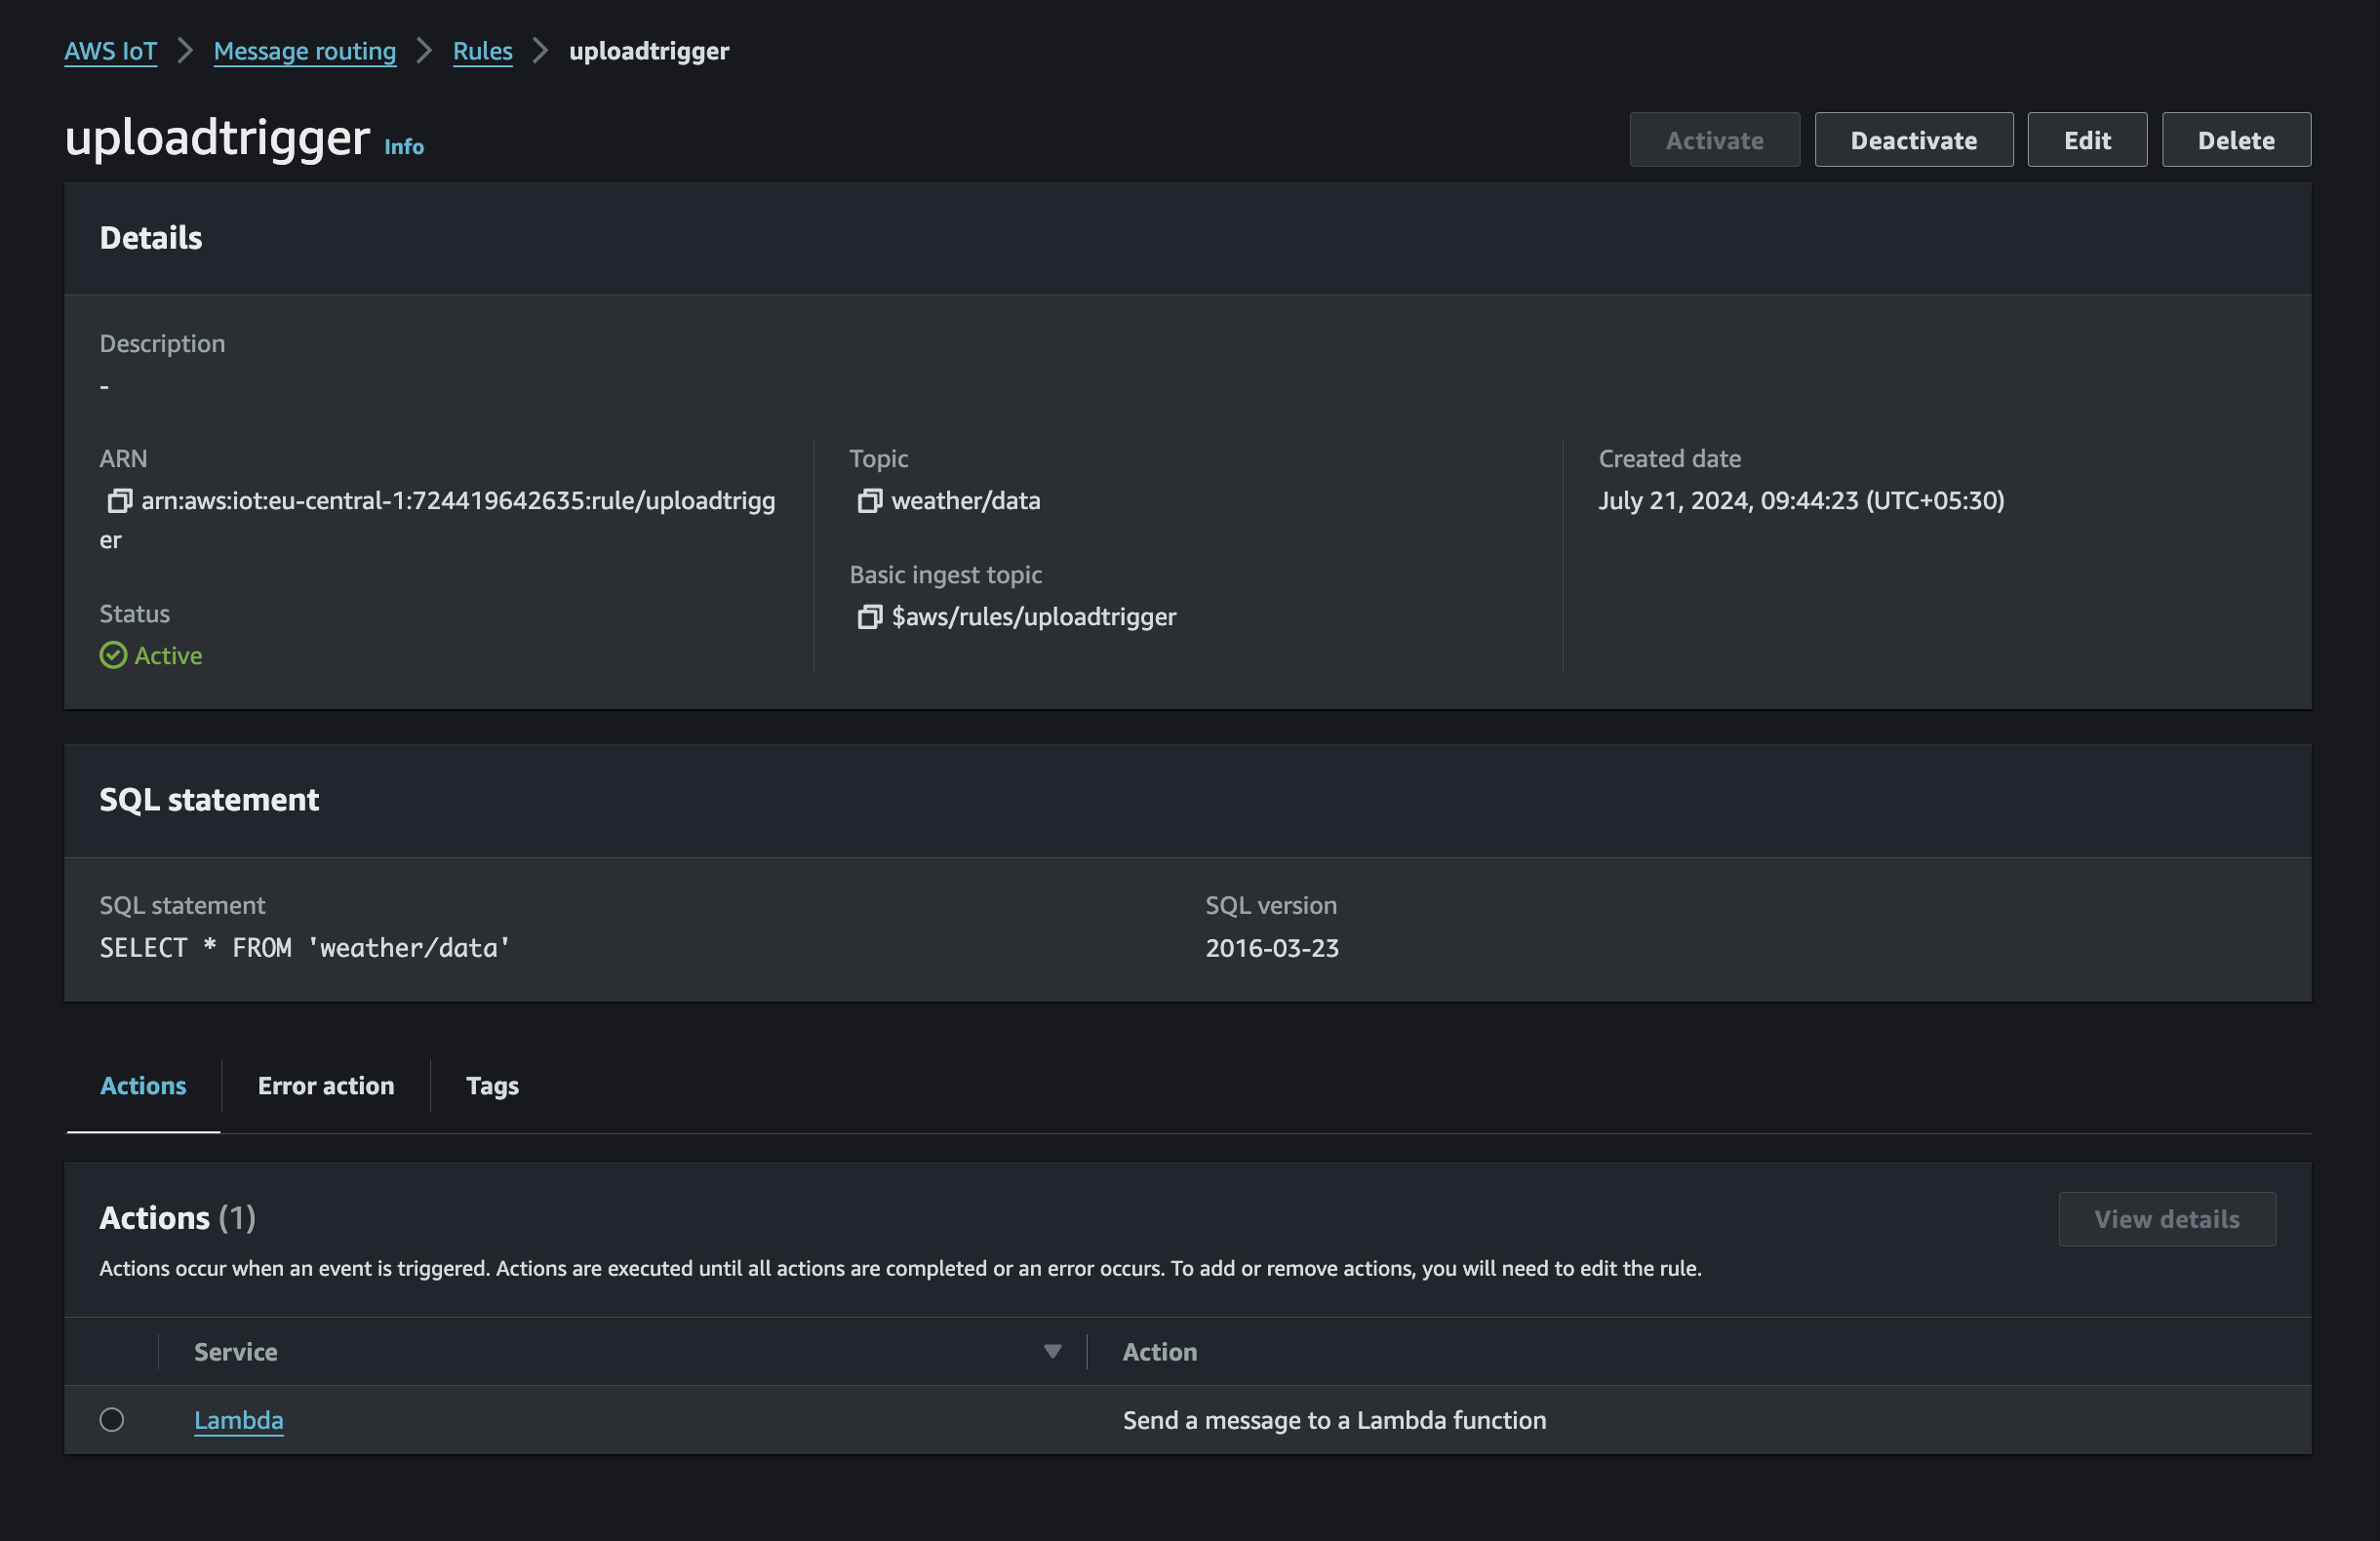 AWS IoT > Message routing > Rules > uploadtrigger
uploadtrigger Info
Activate Deactivate Edit Delete
Details
Description
-
ARN
arn:aws:iot:eu-central-1:724419642635:rule/uploadtrigg
er
Status
Active
Topic
weather/data
Basic ingest topic
$aws/rules/uploadtrigger
Created date
July 21, 2024, 09:44:23 (UTC+05:30)
SQL statement
SQL statement
SELECT * FROM 'weather/data'
SQL version
2016-03-23
Actions Error action Tags
Actions (1)
View details
Actions occur when an event is triggered. Actions are executed until all actions are completed or an error occurs. To add or remove actions, you will need to edit the rule.
Service Action
Lambda Send a message to a Lambda function